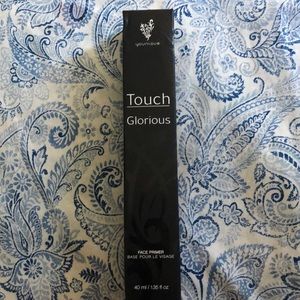 younique
Touch
Glorious
FACE PRIMER
BASE POUR LE VISAGE
40 ml / 1.35 fl oz